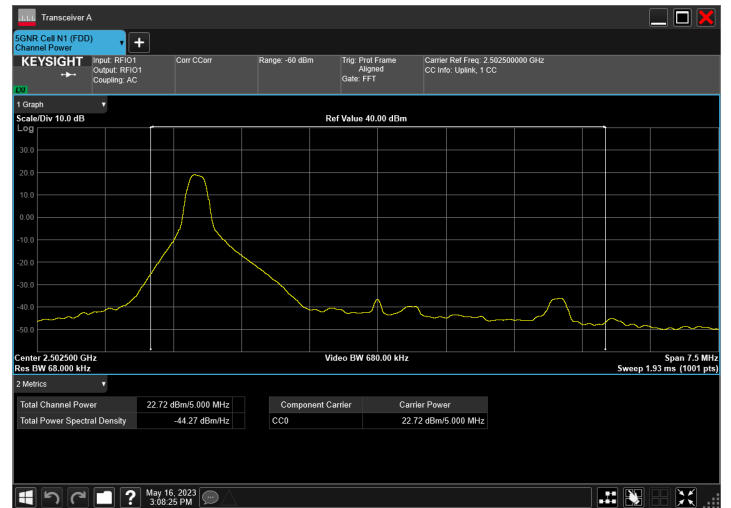 Transceiver A
5GNR Cell N1 (FDD)
Channel Power
KEYSIGHT
LXI
Input: RFIO1
Output: RFIO1
Coupling: AC
Corr CCorr
Range: -60 dBm
Trig: Prot Frame
Aligned
Gate: FFT
Carrier Ref Freq: 2.502500000 GHz
CC Info: Uplink, 1 CC
1 Graph
Scale/Div 10.0 dB
Ref Value 40.00 dBm
Log
30.0
20.0
10.0
0.00
-10.0
-20.0
-30.0
-40.0
-50.0
Center 2.502500 GHz
Video BW 680.00 kHz
Span 7.5 MHz
Res BW 68.000 kHz
Sweep 1.93 ms (1001 pts)
2 Metrics
Total Channel Power 22.72 dBm/5.000 MHz
Total Power Spectral Density -44.27 dBm/Hz
Component Carrier Carrier Power
CC0 22.72 dBm/5.000 MHz
May 16, 2023
3:08:25 PM